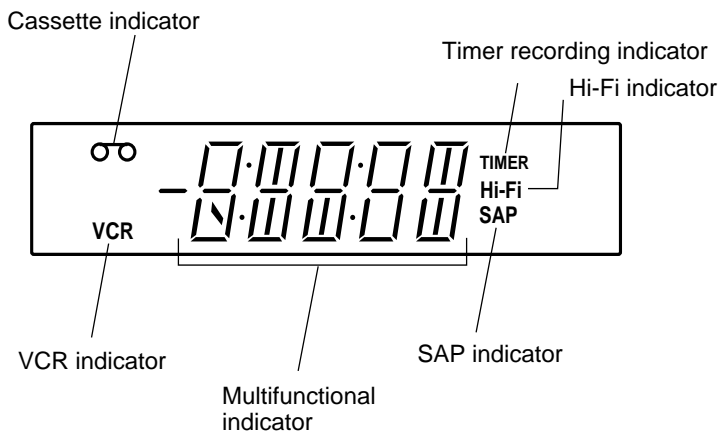 Cassette indicator
Timer recording indicator
Hi-Fi indicator
TIMER
Hi-Fi
SAP
VCR
VCR indicator
SAP indicator
Multifunctional
indicator